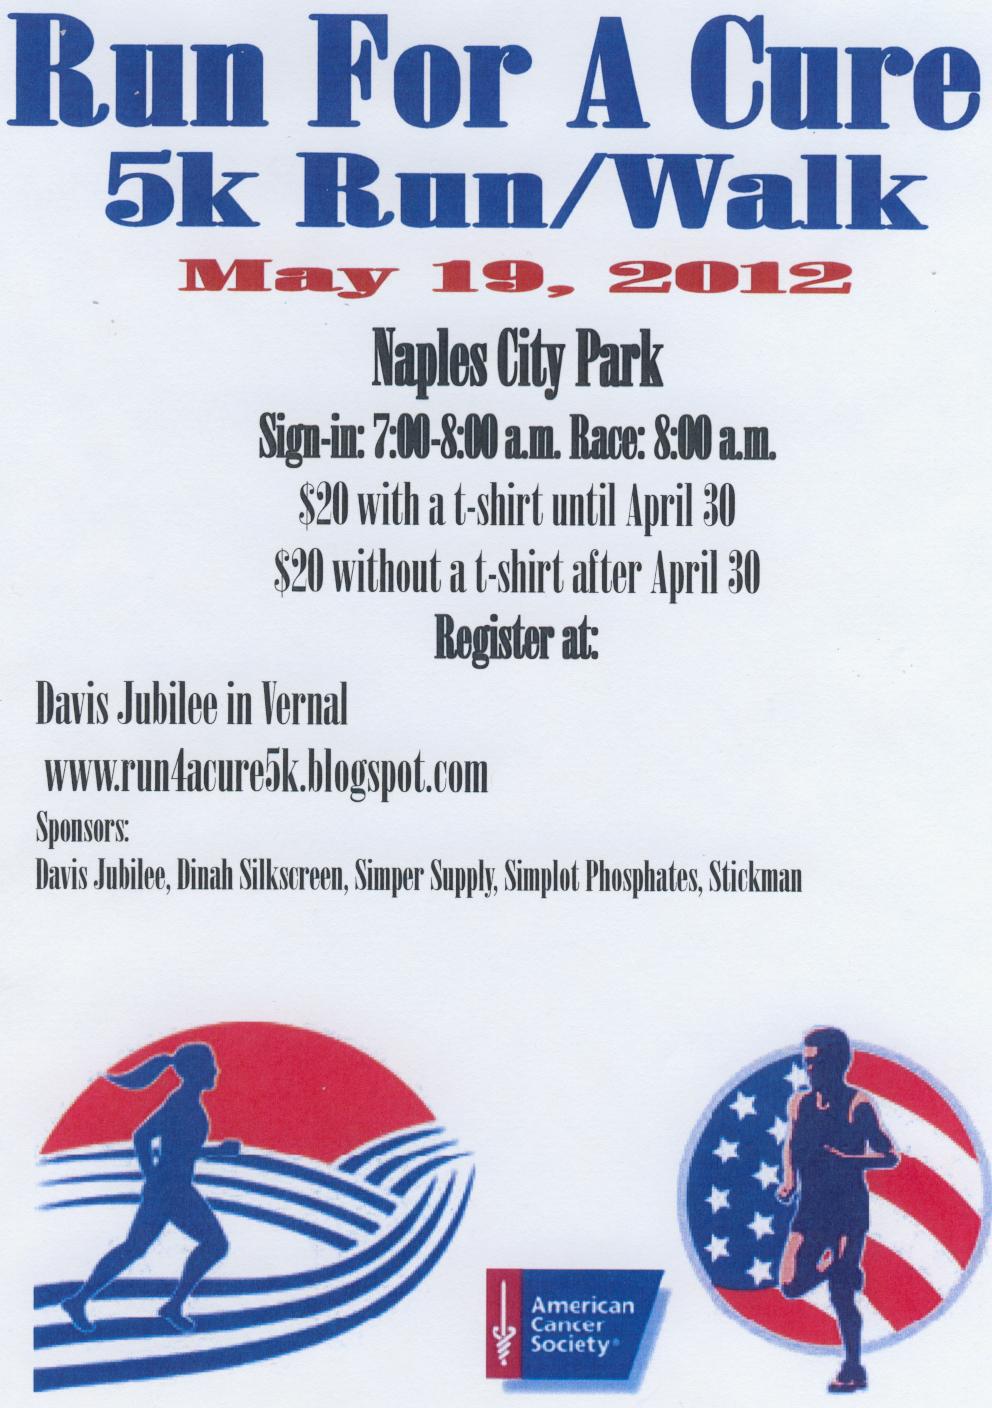 Run For A Cure
5k Run/Walk
May 19, 2012
Naples City Park
Sign-in: 7:00-8:00 a.m. Race: 8:00 a.m.
$20 with a t-shirt until April 30
$20 without a t-shirt after April 30
Register at:
Davis Jubilee in Vernal
www.run4acure5k.blogspot.com
Sponsors:
Davis Jubilee, Dinah Silkscreen, Simper Supply, Simplot Phosphates, Stickman
American
Cancer
Society®